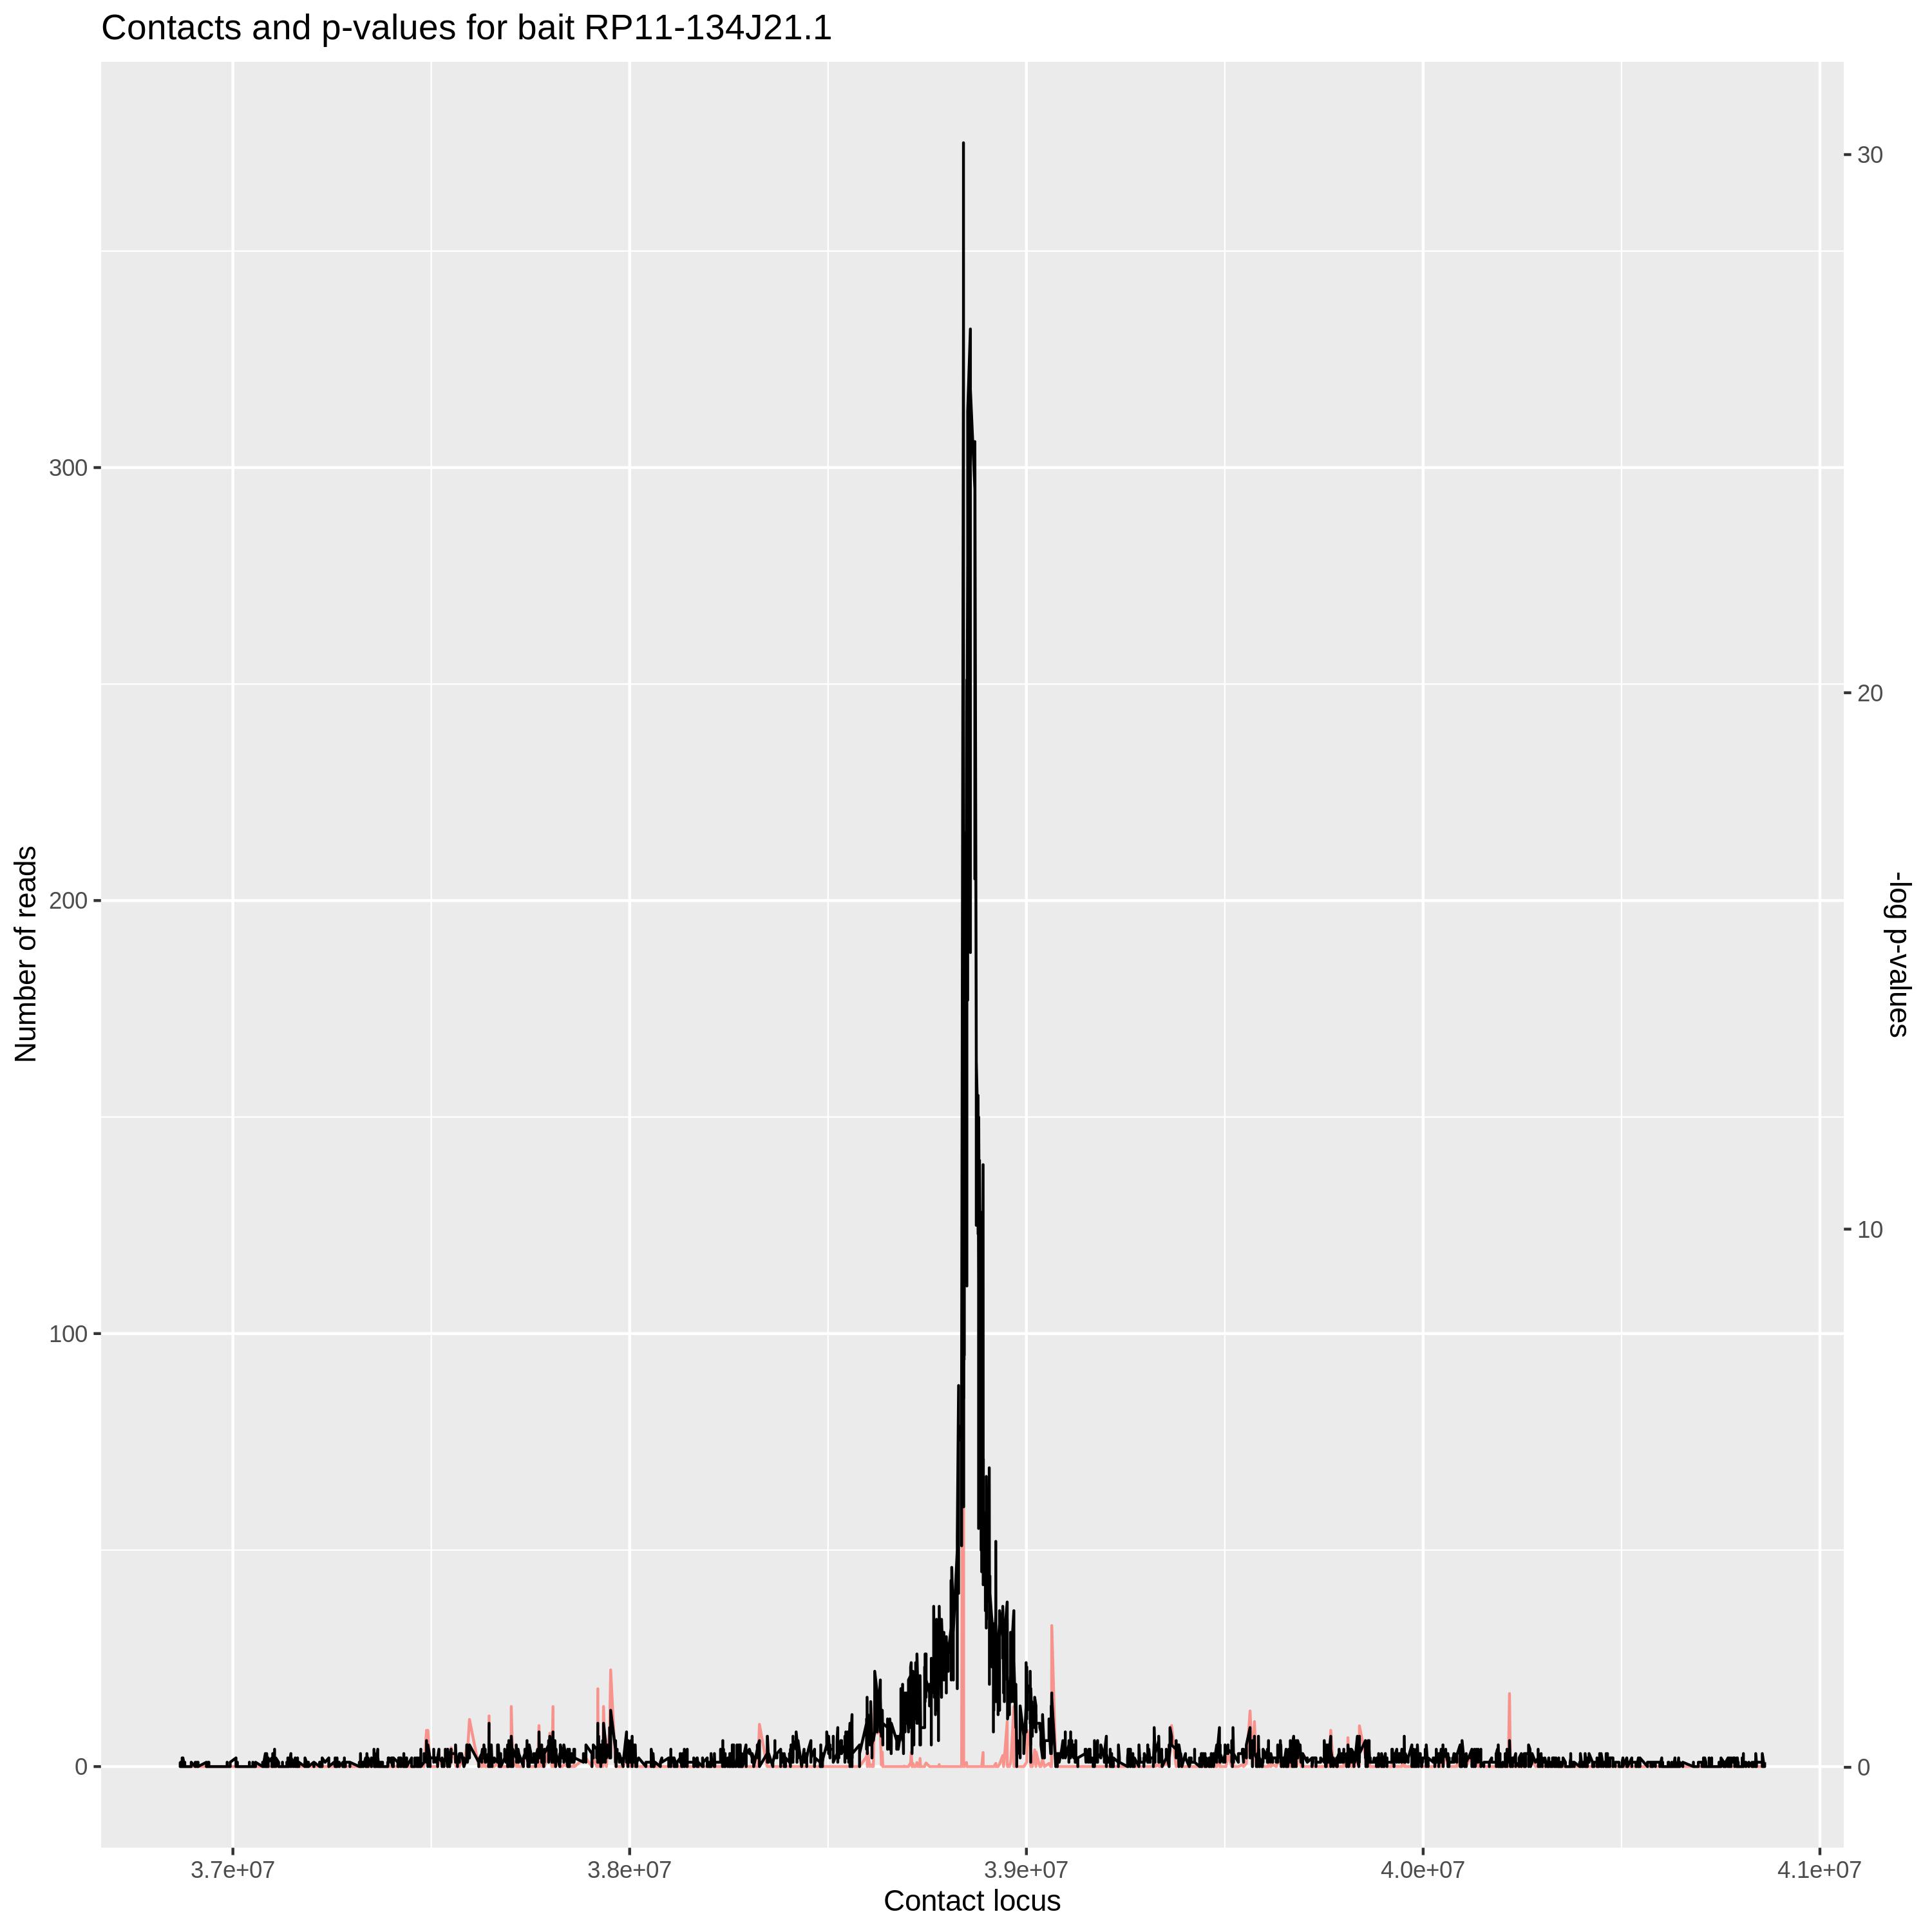 Contacts and p-values for bait RP11-134J21.1
300
200
100
0
Number of reads
30
20
10
0
-log p-values
3.7e+07
3.8e+07
3.9e+07
4.0e+07
4.1e+07
Contact locus